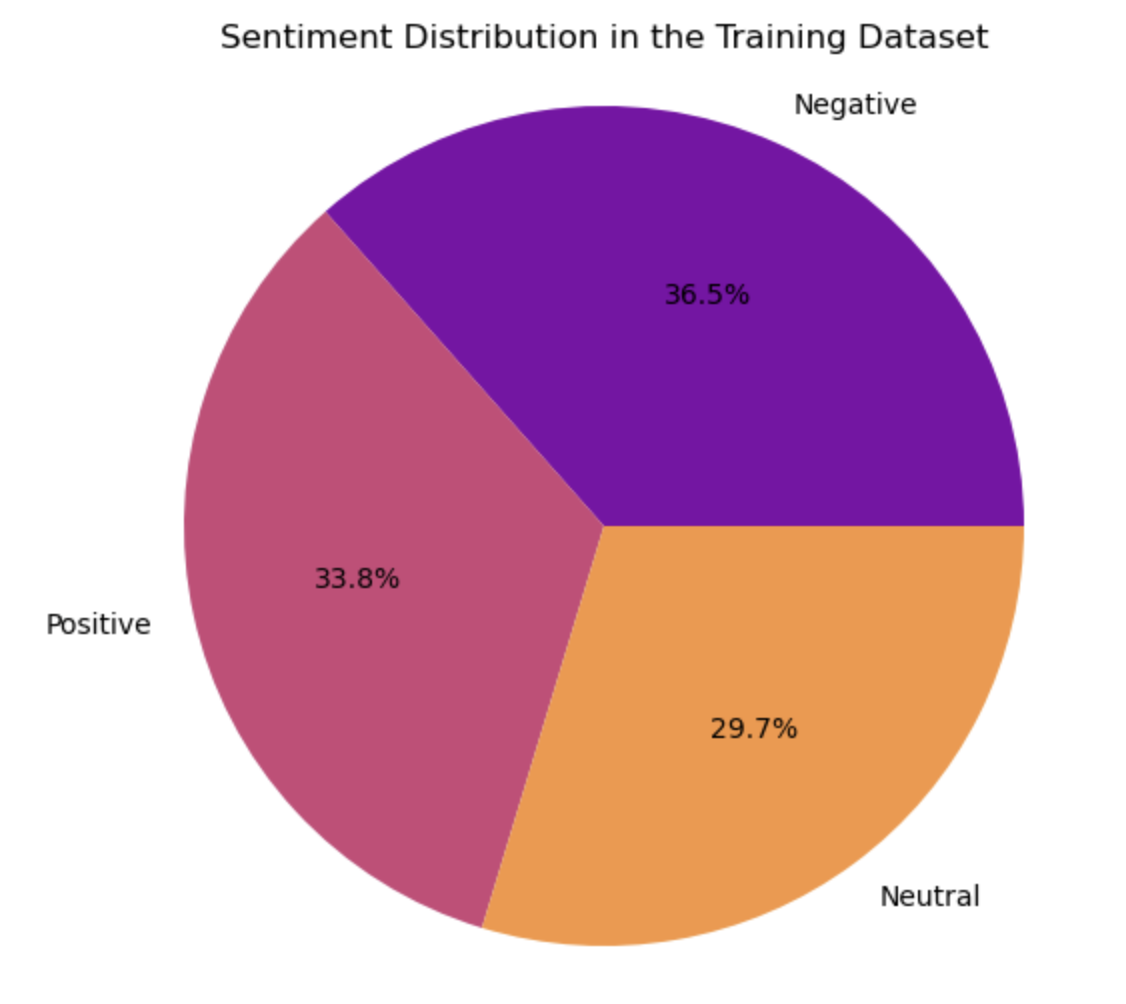 Sentiment Distribution in the Training Dataset
Negative
36.5%
33.8%
Positive
29.7%
Neutral